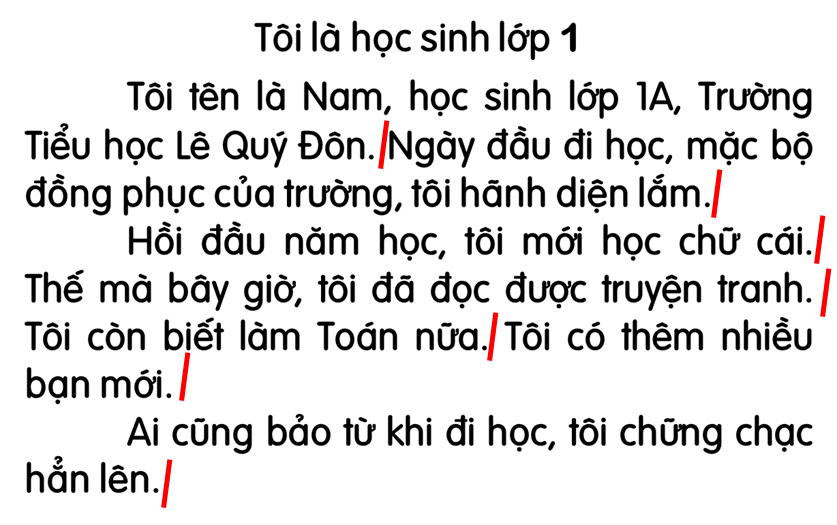 Tôi là học sinh lớp 1
Tôi tên là Nam, học sinh lớp 1A, Trường
Tiểu học Lê Quý Đôn. Ngày đầu đi học, mặc bộ
đồng phục của trường, tôi hãnh diện lắm.
Hồi đầu năm học, tôi mới học chữ cái.
Thế mà bây giờ, tôi đã đọc được truyện tranh.
Tôi còn biết làm Toán nữa. Tôi có thêm nhiều
bạn mới.
Ai cũng bảo từ khi đi học, tôi chững chạc
hẳn lên.